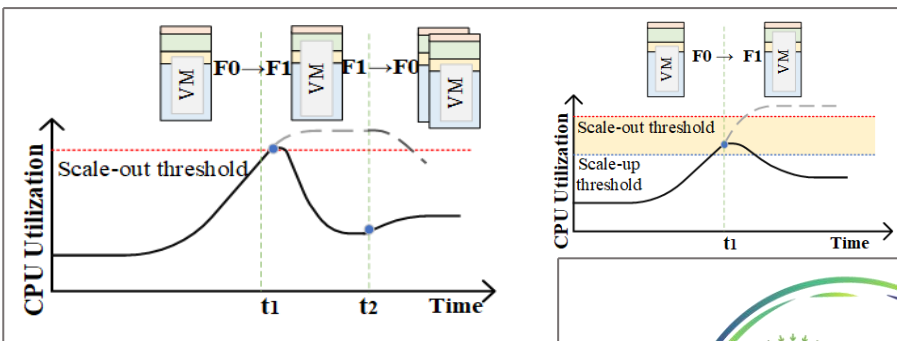 VM
F0→F1
VM
F1→F0
VM
Scale-out threshold
CPU Utilization
t1
t2
Time
VM
F0 → F1
VM
Scale-out threshold
Scale-up
threshold
CPU Utilization
t1
Time